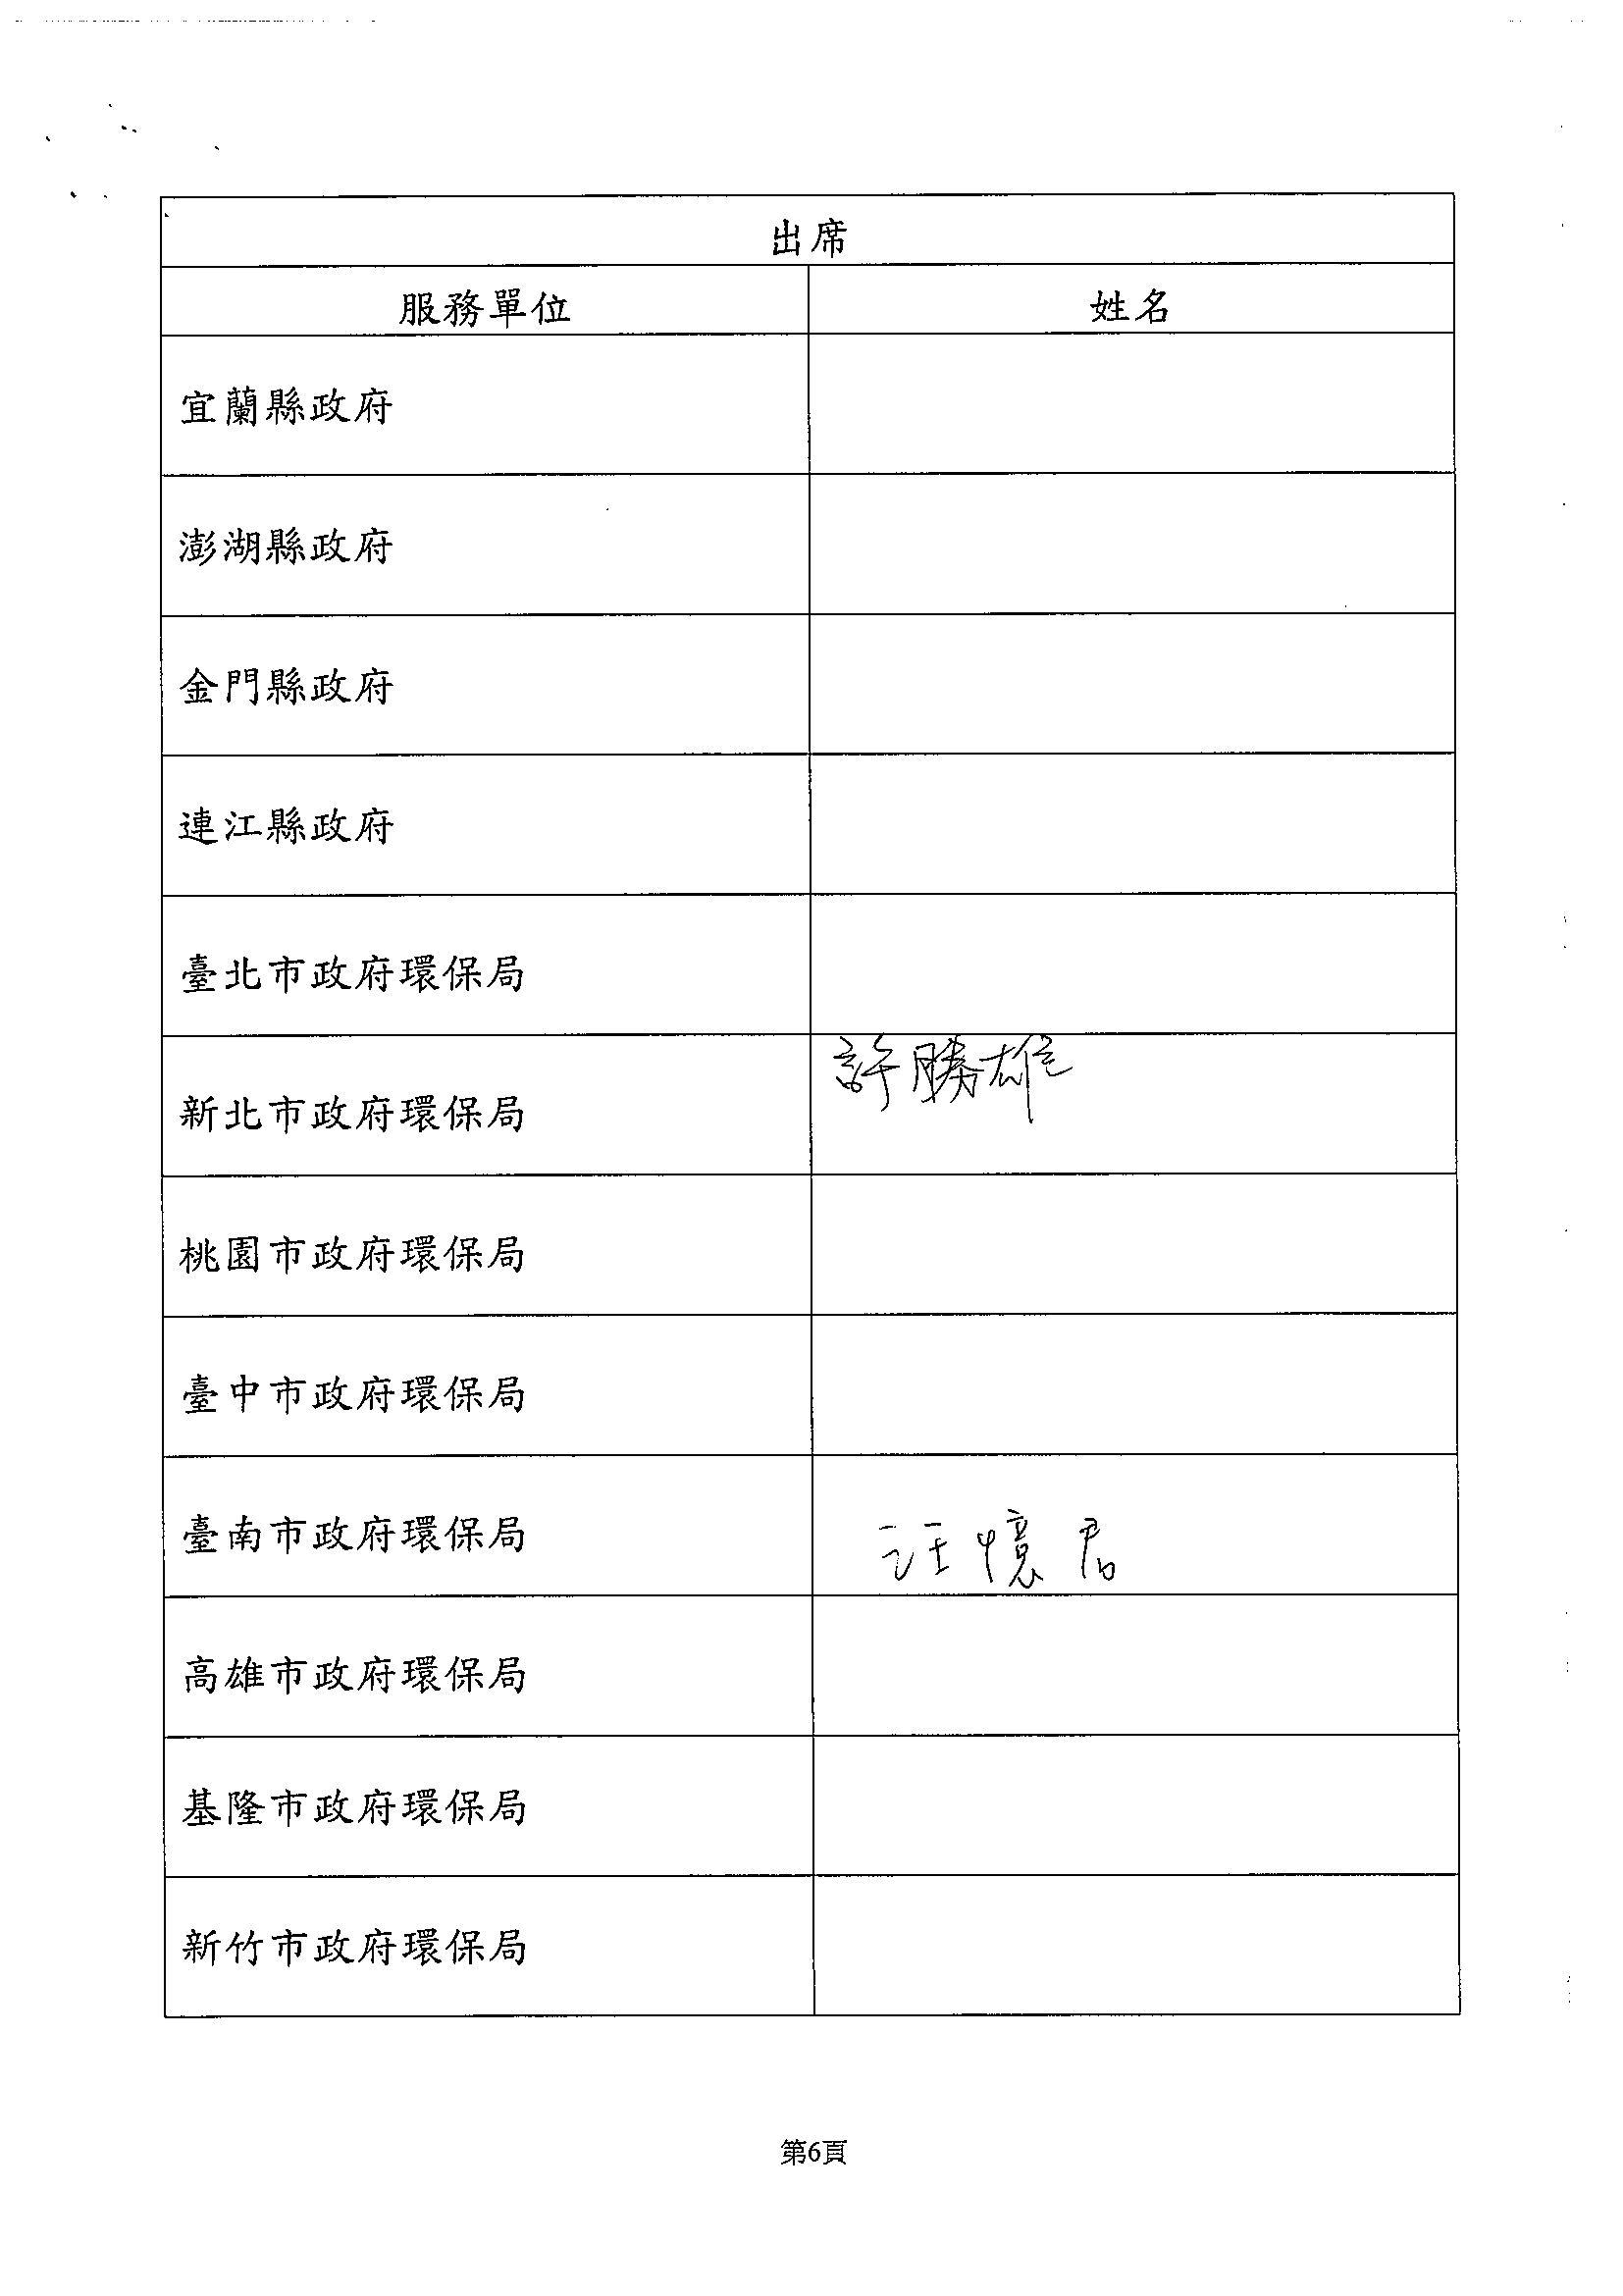 出席
服務單位 姓名
宜蘭縣政府
澎湖縣政府
金門縣政府
連江縣政府
臺北市政府環保局
新北市政府環保局 許勝雄
桃園市政府環保局
臺中市政府環保局
臺南市政府環保局 汪憶君
高雄市政府環保局
基隆市政府環保局
新竹市政府環保局
第6頁